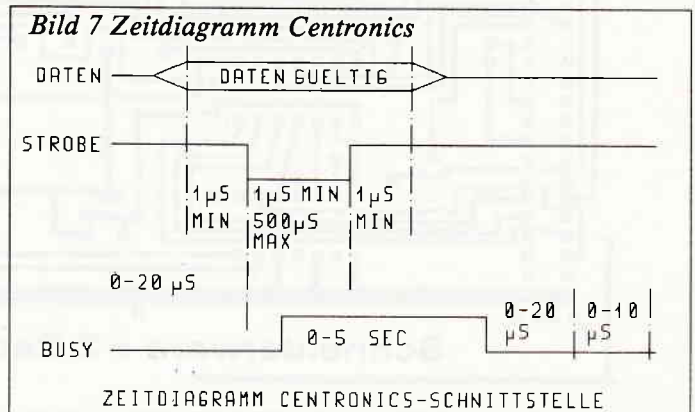 Bild 7 Zeitdiagramm Centronics
DATEN
DATEN GUELTIG
STROBE
1µS MIN
1µS MIN 500µS MAX
1µS MIN
0-20 µS
0-20 µS
0-10 µS
BUSY
0-5 SEC
ZEITDIAGRAMM CENTRONICS-SCHNITTSTELLE